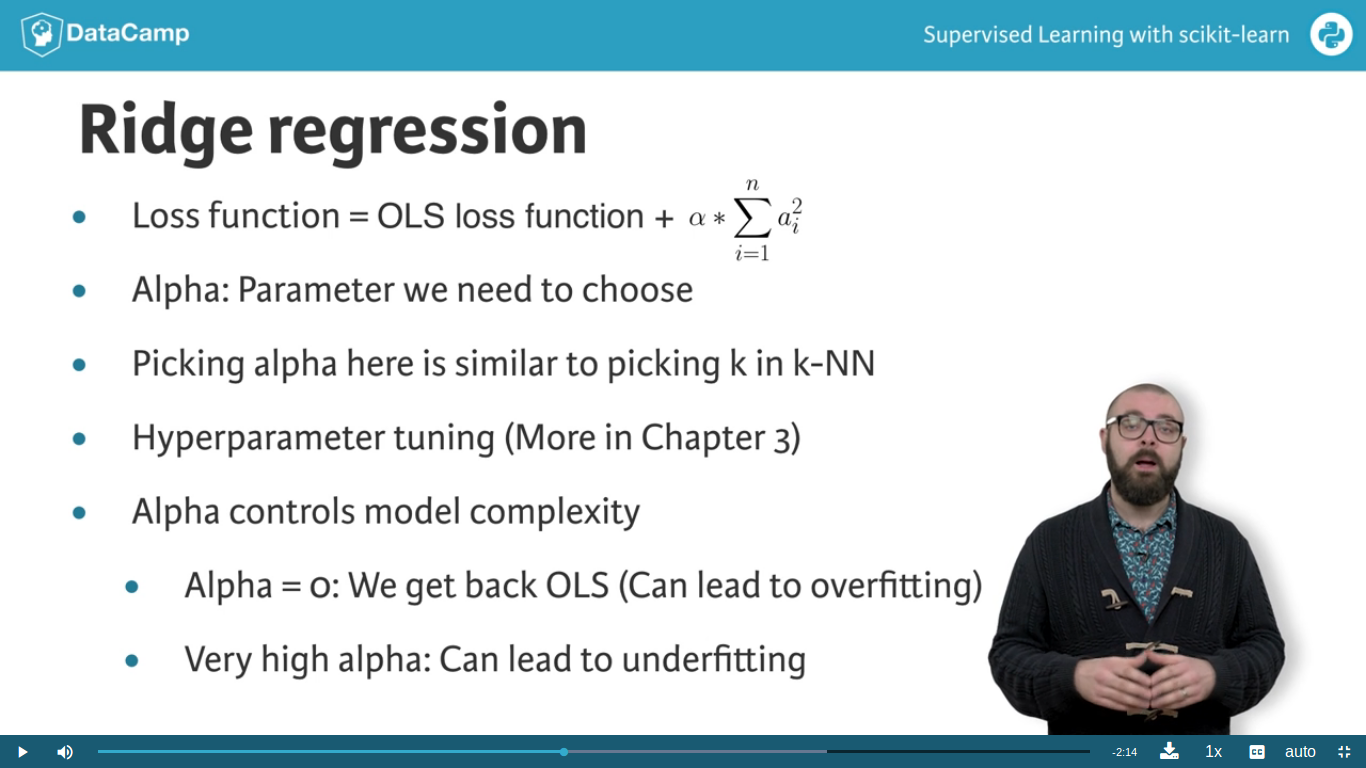 DataCamp
Supervised Learning with scikit-learn
Ridge regression
• Loss function = OLS loss function + α * ∑_{i=1}^{n} a_i^2
• Alpha: Parameter we need to choose
• Picking alpha here is similar to picking k in k-NN
• Hyperparameter tuning (More in Chapter 3)
• Alpha controls model complexity
• Alpha = 0: We get back OLS (Can lead to overfitting)
• Very high alpha: Can lead to underfitting
-2:14 1x CC auto